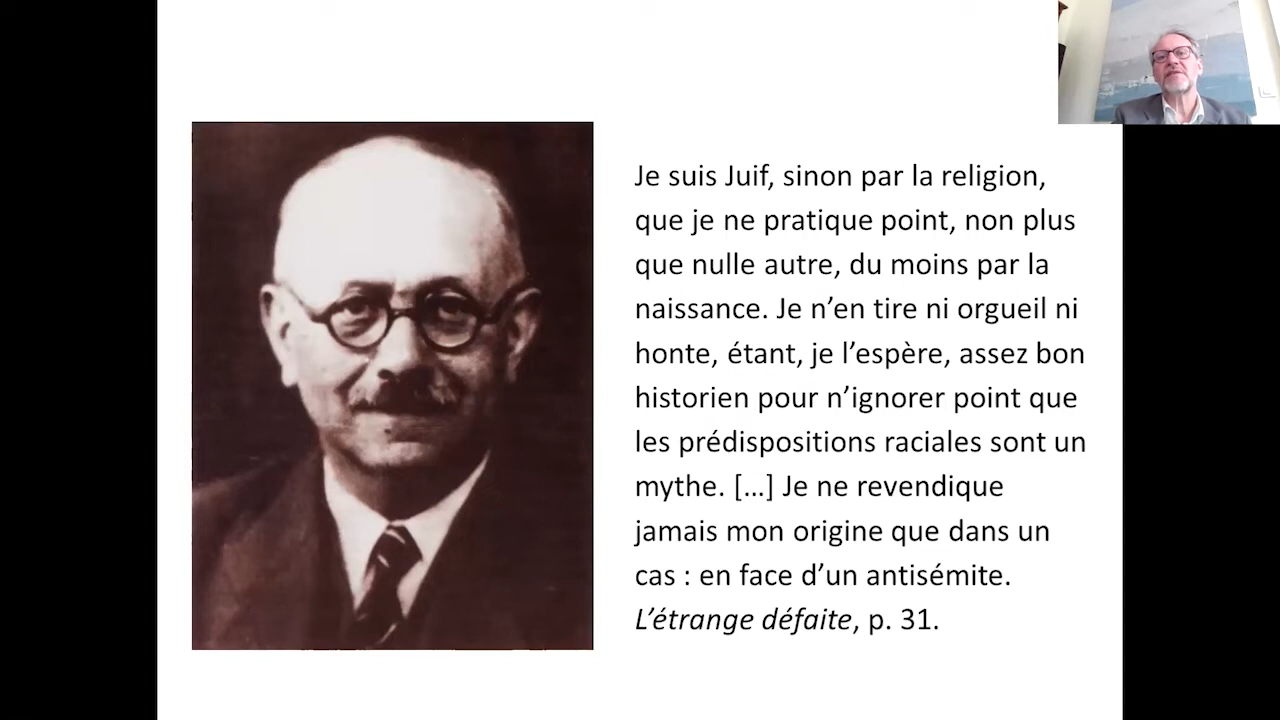 Je suis Juif, sinon par la religion,
que je ne pratique point, non plus
que nulle autre, du moins par la
naissance. Je n’en tire ni orgueil ni
honte, étant, je l’espère, assez bon
historien pour n’ignorer point que
les prédispositions raciales sont un
mythe. […] Je ne revendique
jamais mon origine que dans un
cas : en face d’un antisémite.
L’étrange défaite, p. 31.